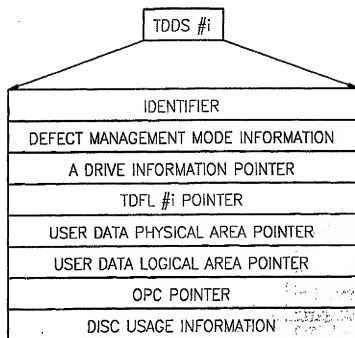 TDDS #i
IDENTIFIER
DEFECT MANAGEMENT MODE INFORMATION
A DRIVE INFORMATION POINTER
TDFL #i POINTER
USER DATA PHYSICAL AREA POINTER
USER DATA LOGICAL AREA POINTER
OPC POINTER
DISC USAGE INFORMATION